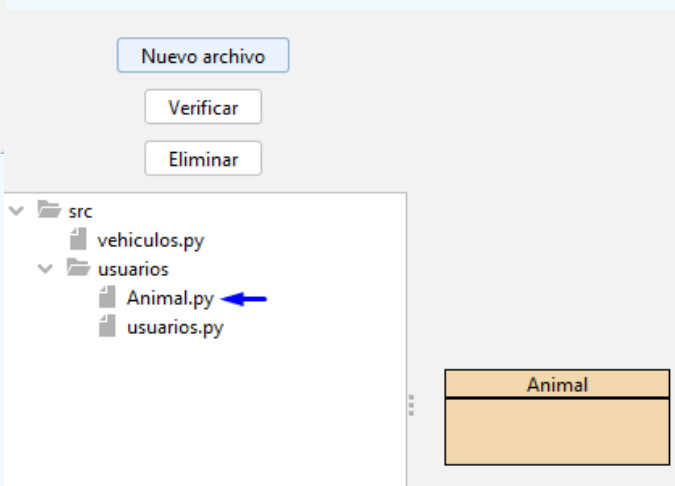 Nuevo archivo
Verificar
Eliminar
src
vehiculos.py
usuarios
Animal.py
usuarios.py
Animal